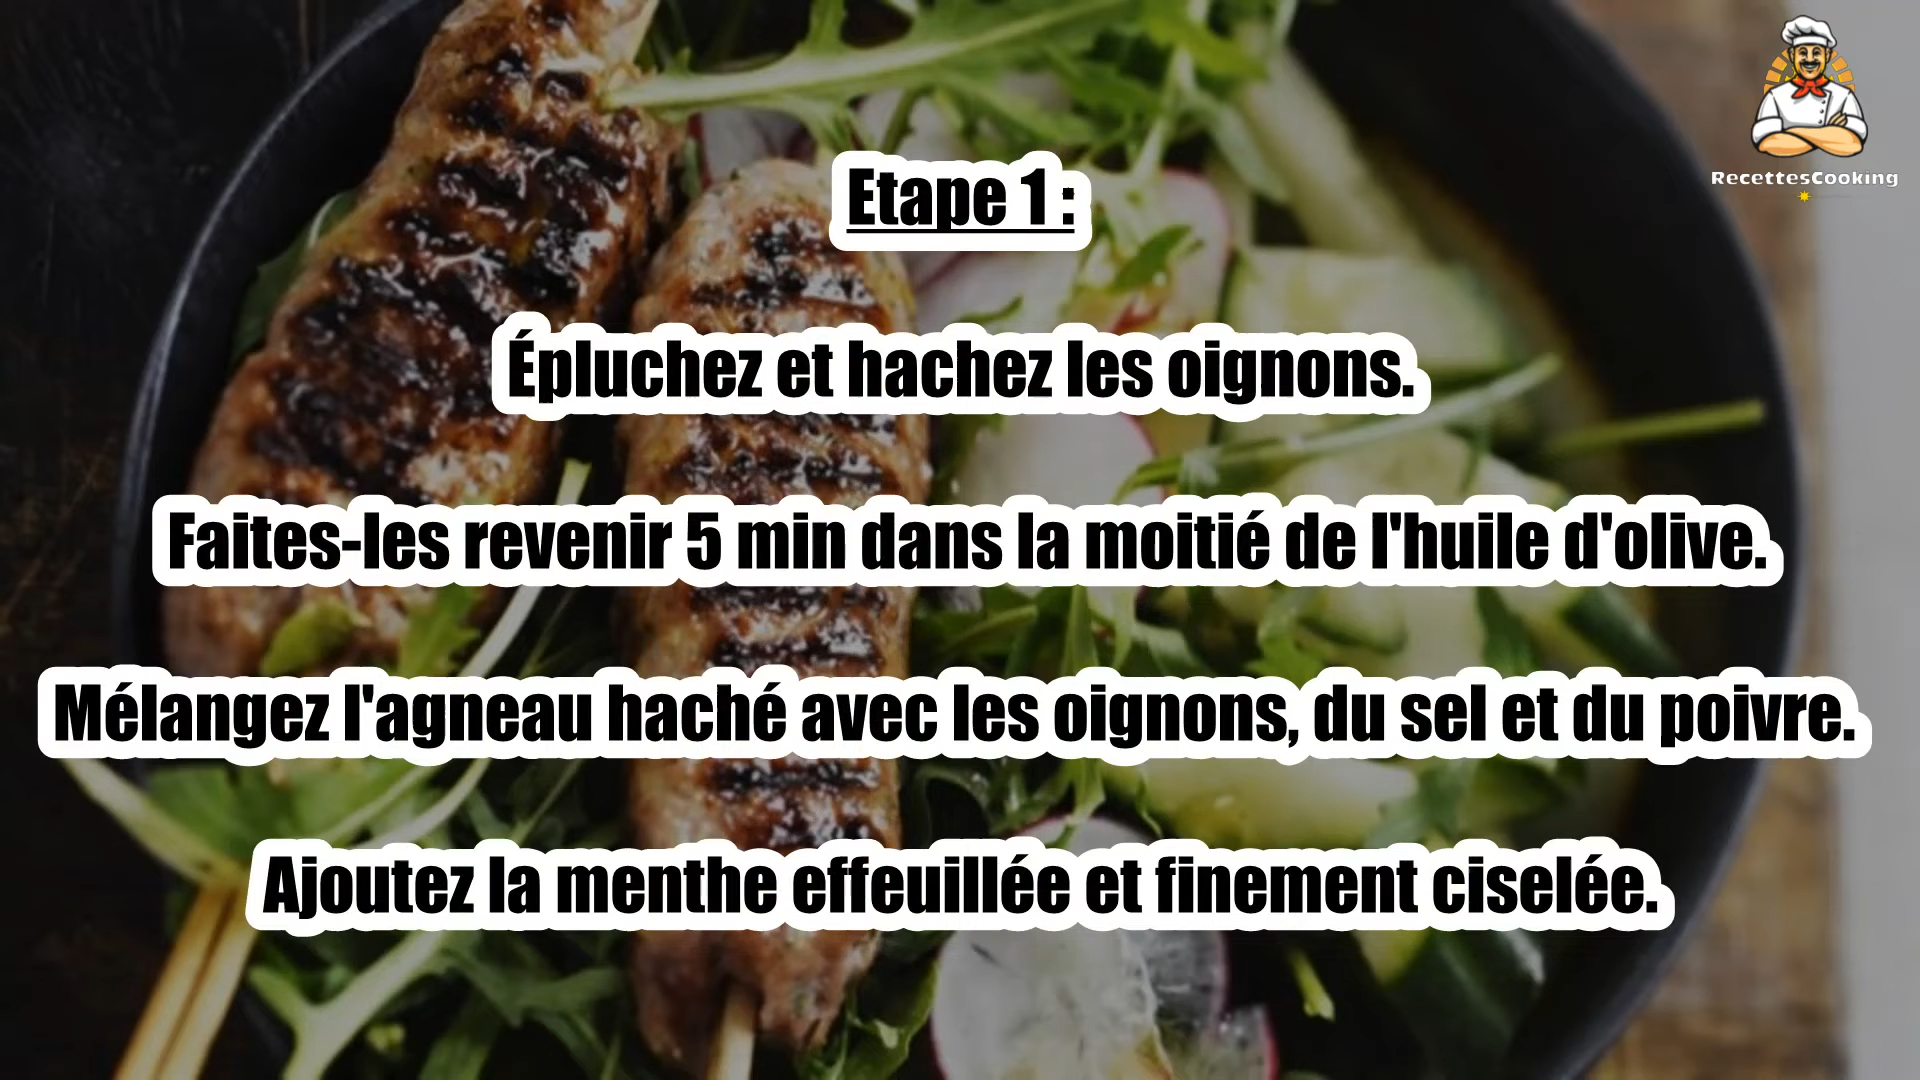 RecettesCooking
Etape 1 :
Épluchez et hachez les oignons.
Faites-les revenir 5 min dans la moitié de l'huile d'olive.
Mélangez l'agneau haché avec les oignons, du sel et du poivre.
Ajoutez la menthe effeuillée et finement ciselée.